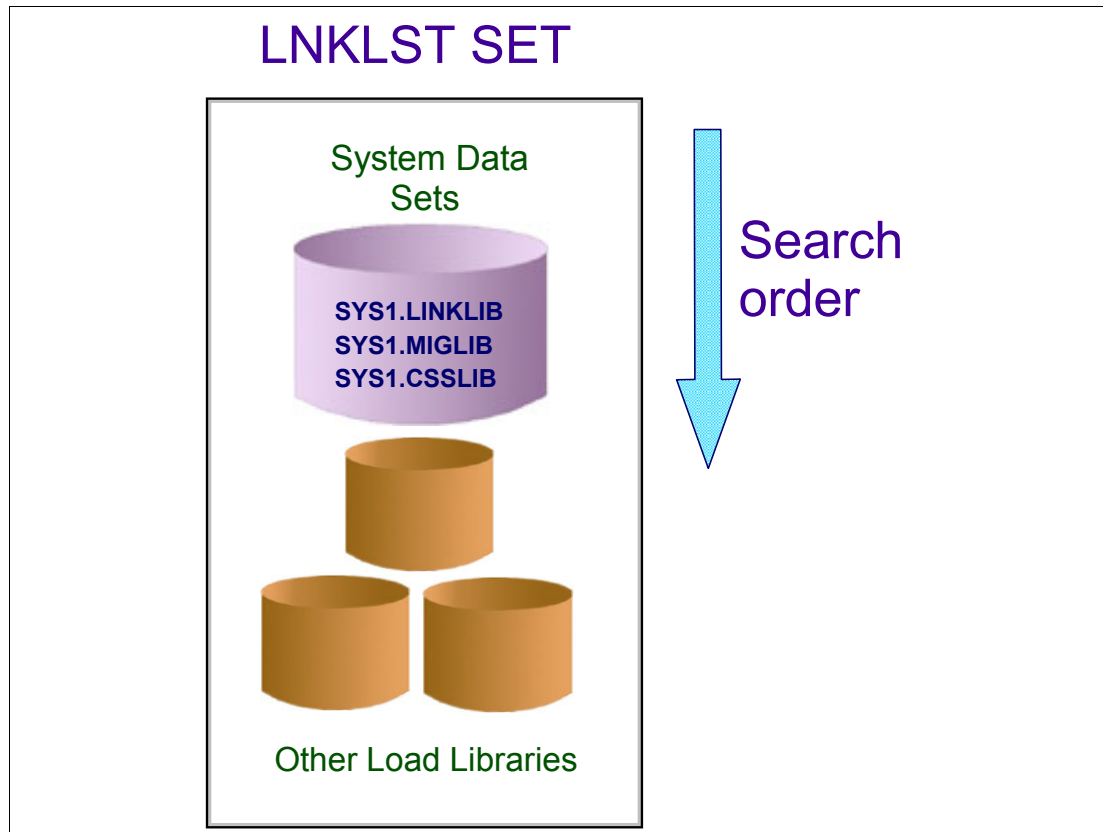 LNKLST SET
System Data
Sets
SYS1.LINKLIB
SYS1.MIGLIB
SYS1.CSSLIB
Search
order
Other Load Libraries